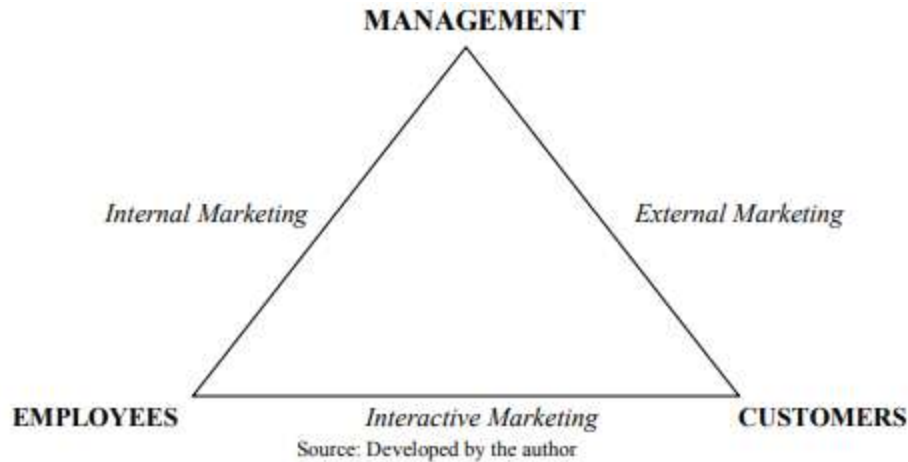 MANAGEMENT
Internal Marketing
External Marketing
EMPLOYEES
Interactive Marketing
CUSTOMERS
Source: Developed by the author